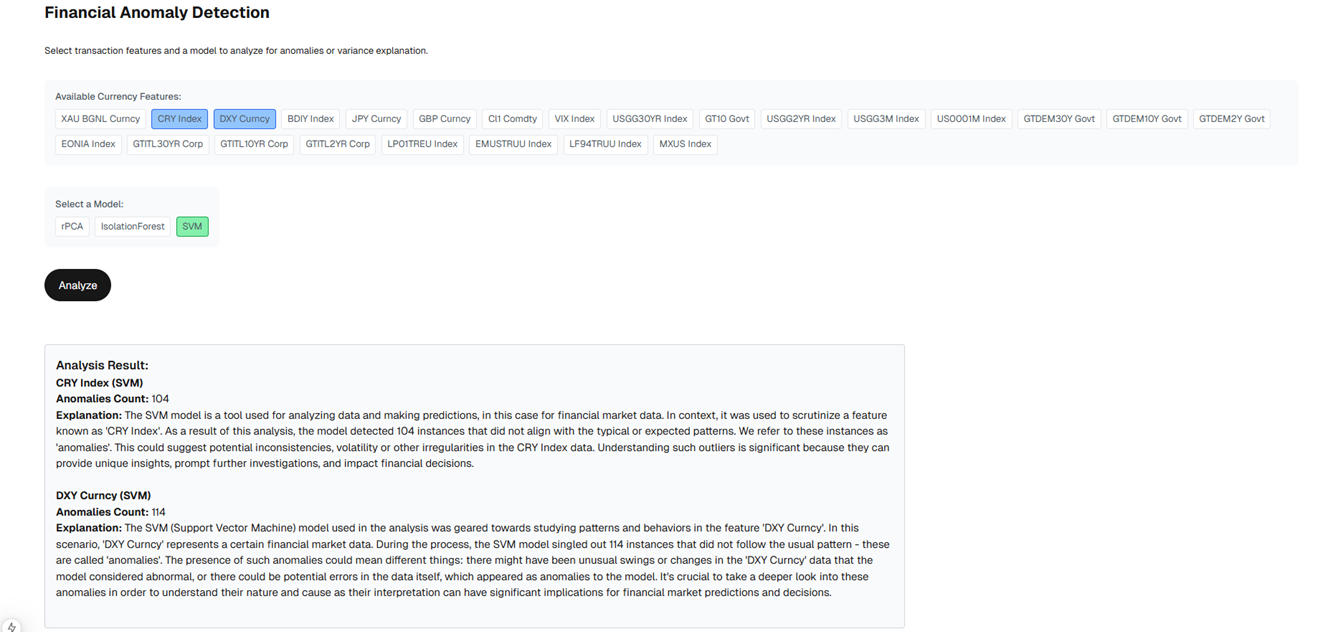 Financial Anomaly Detection
Select transaction features and a model to analyze for anomalies or variance explanation.
Available Currency Features:
XAU BGNL Curncy CRY Index DXY Curncy BDIY Index JPY Curncy GBP Curncy Cl1 Comdty VIX Index USGG30YR Index GT10 Govt USGG2YR Index USGG3M Index US0001M Index GTDEM30Y Govt GTDEM10Y Govt GTDEM2Y Govt
EONIA Index GTITL30YR Corp GTITL10YR Corp GTITL2YR Corp LP01TREU Index EMUSTRUU Index LF94TRUU Index MXUS Index
Select a Model:
rPCA IsolationForest SVM
Analyze
Analysis Result:
CRY Index (SVM)
Anomalies Count: 104
Explanation: The SVM model is a tool used for analyzing data and making predictions, in this case for financial market data. In context, it was used to scrutinize a feature
known as 'CRY Index'. As a result of this analysis, the model detected 104 instances that did not align with the typical or expected patterns. We refer to these instances as
'anomalies'. This could suggest potential inconsistencies, volatility or other irregularities in the CRY Index data. Understanding such outliers is significant because they can
provide unique insights, prompt further investigations, and impact financial decisions.
DXY Curncy (SVM)
Anomalies Count: 114
Explanation: The SVM (Support Vector Machine) model used in the analysis was geared towards studying patterns and behaviors in the feature 'DXY Curncy'. In this
scenario, 'DXY Curncy' represents a certain financial market data. During the process, the SVM model singled out 114 instances that did not follow the usual pattern - these
are called 'anomalies'. The presence of such anomalies could mean different things: there might have been unusual swings or changes in the 'DXY Curncy' data that the
model considered abnormal, or there could be potential errors in the data itself, which appeared as anomalies to the model. It's crucial to take a deeper look into these
anomalies in order to understand their nature and cause as their interpretation can have significant implications for financial market predictions and decisions.